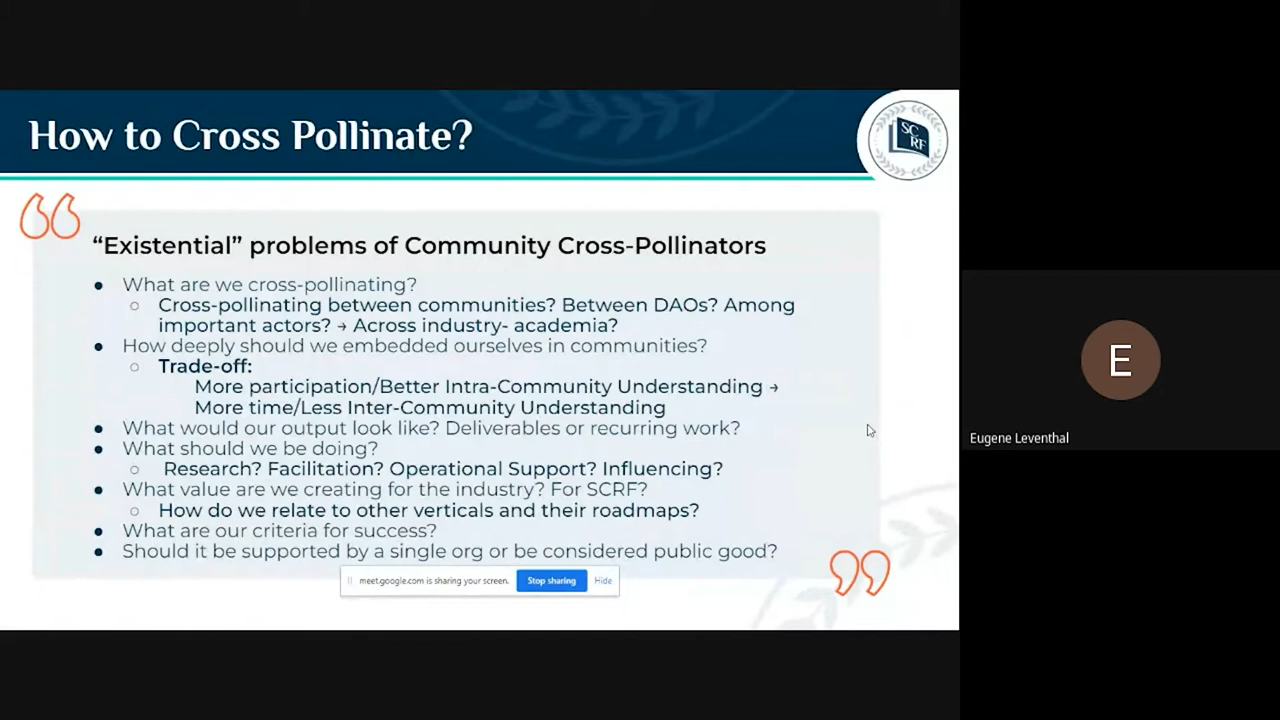 How to Cross Pollinate?
SC
RF
“Existential” problems of Community Cross-Pollinators
● What are we cross-pollinating?
○ Cross-pollinating between communities? Between DAOs? Among
important actors? → Across industry- academia?
● How deeply should we embedded ourselves in communities?
○ Trade-off:
More participation/Better Intra-Community Understanding →
More time/Less Inter-Community Understanding
● What would our output look like? Deliverables or recurring work?
● What should we be doing?
○ Research? Facilitation? Operational Support? Influencing?
● What value are we creating for the industry? For SCRF?
○ How do we relate to other verticals and their roadmaps?
● What are our criteria for success?
● Should it be supported by a single org or be considered public good?
meet.google.com is sharing your screen. Stop sharing Hide
E
Eugene Leventhal